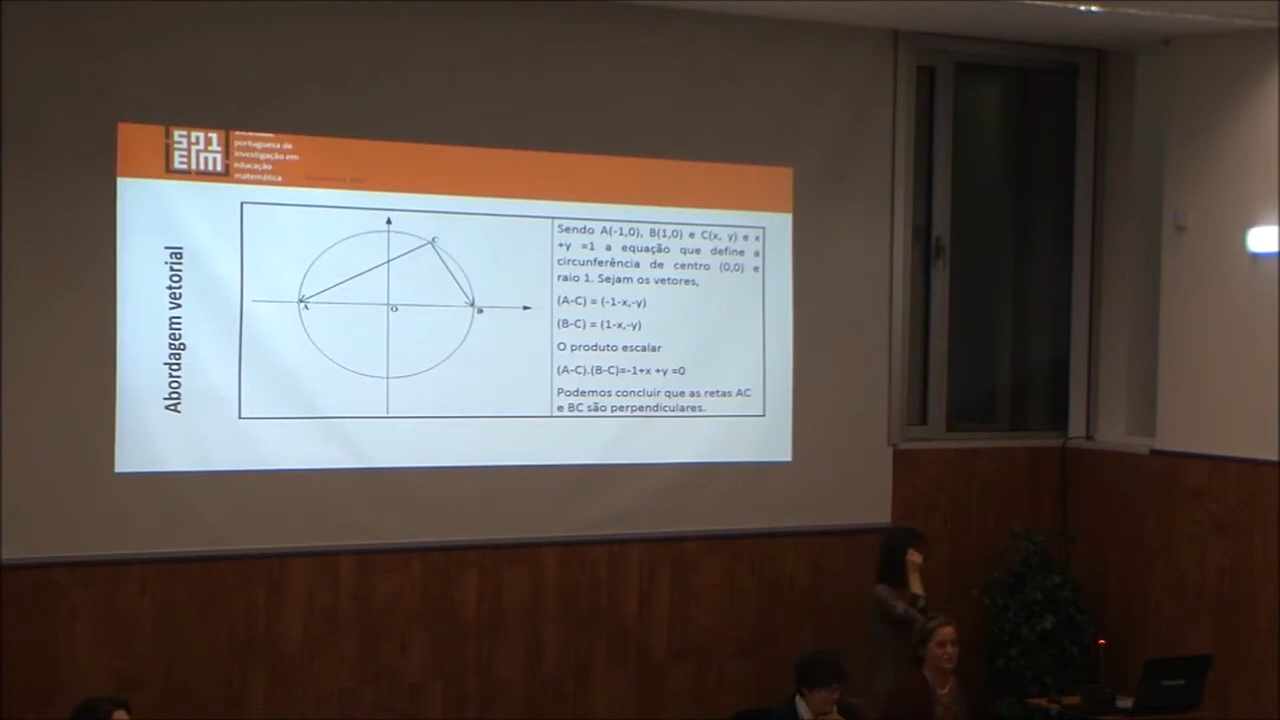 SPIEM
portuguesa de
investigação em
educação
matemática
Abordagem vetorial
C
A
O
B
Sendo A(-1,0), B(1,0) e C(x, y) e x
+y =1 a equação que define a
circunferência de centro (0,0) e
raio 1. Sejam os vetores,
(A-C) = (-1-x,-y)
(B-C) = (1-x,-y)
O produto escalar
(A-C).(B-C)=-1+x +y =0
Podemos concluir que as retas AC
e BC são perpendiculares.